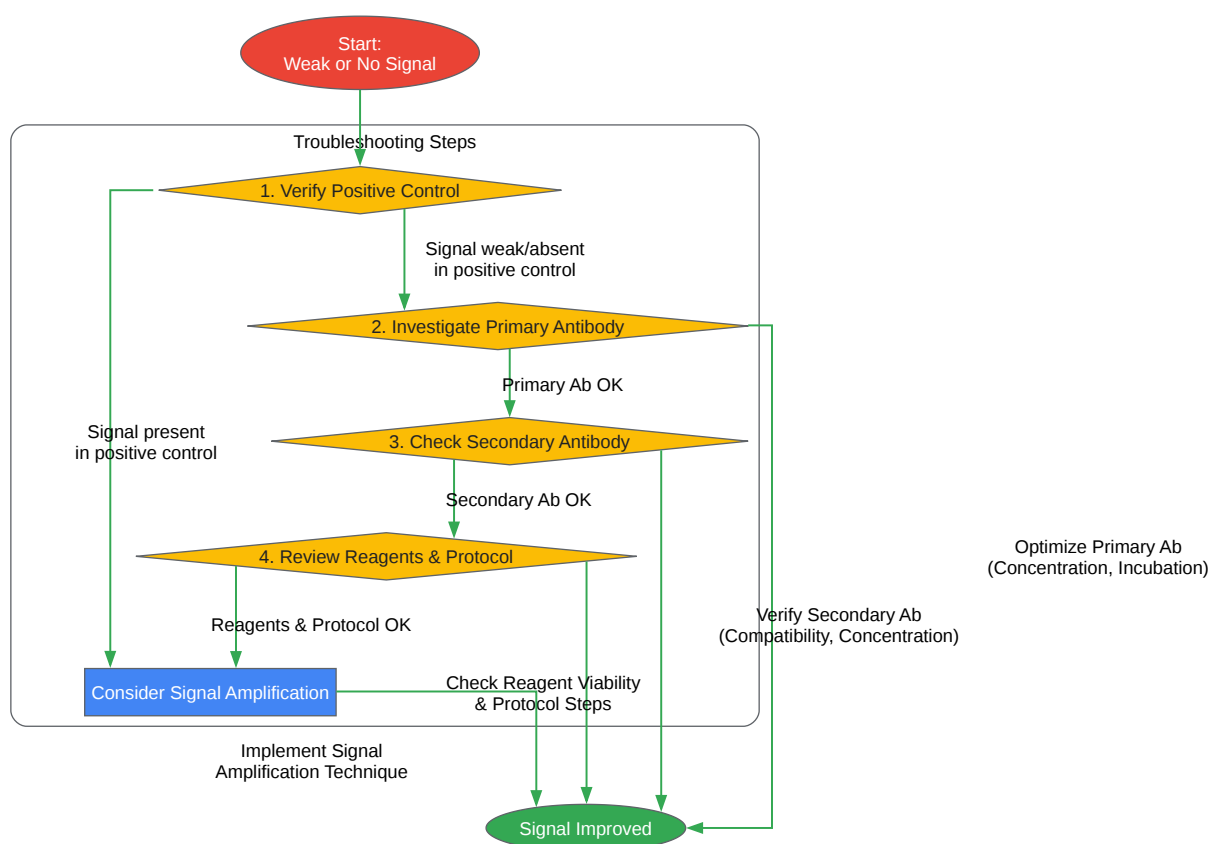 Start:
Weak or No Signal
Troubleshooting Steps
1. Verify Positive Control
Signal weak/absent
in positive control
2. Investigate Primary Antibody
Primary Ab OK
Signal present
in positive control
3. Check Secondary Antibody
Secondary Ab OK
4. Review Reagents & Protocol
Optimize Primary Ab
(Concentration, Incubation)
Reagents & Protocol OK
Verify Secondary Ab
(Compatibility, Concentration)
Consider Signal Amplification
Check Reagent Viability
& Protocol Steps
Implement Signal
Amplification Technique
Signal Improved